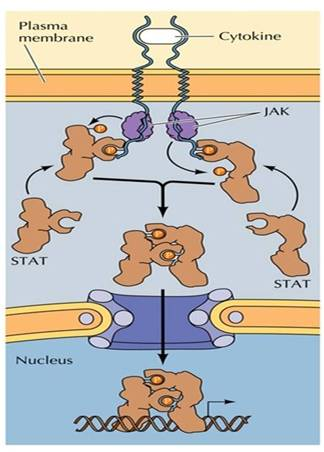 Plasma
membrane
Cytokine
JAK
STAT
STAT
Nucleus